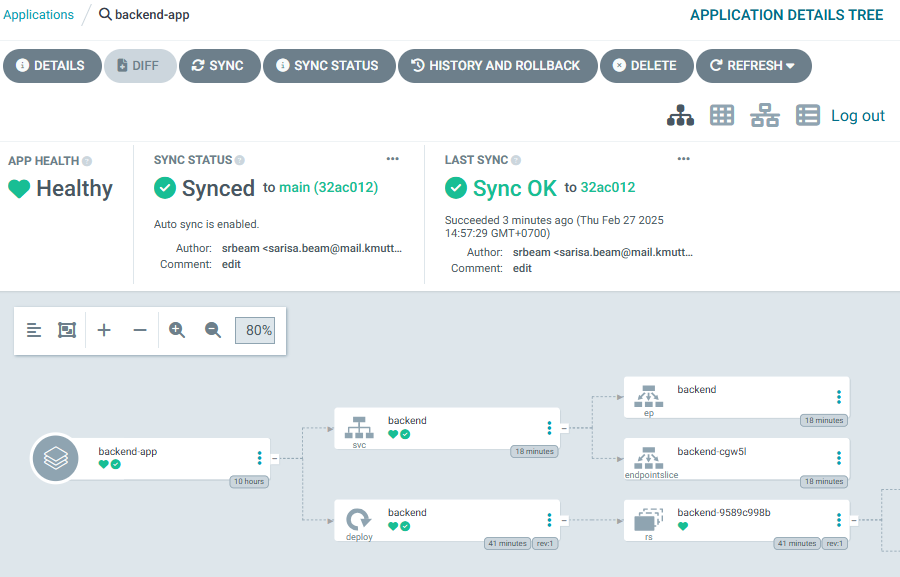 Applications / backend-app
APPLICATION DETAILS TREE
DETAILS
DIFF
SYNC
SYNC STATUS
HISTORY AND ROLLBACK
DELETE
REFRESH
Log out
APP HEALTH
Healthy
SYNC STATUS
Synced to main (32ac012)
Auto sync is enabled.
Author: srbeam <sarisa.beam@mail.kmutt...
Comment: edit
LAST SYNC
Sync OK to 32ac012
Succeeded 3 minutes ago (Thu Feb 27 2025
14:57:29 GMT+0700)
Author: srbeam <sarisa.beam@mail.kmutt...
Comment: edit
80%
backend-app
10 hours
backend
svc
18 minutes
backend
deploy
41 minutes
rev:1
backend
ep
18 minutes
backend-cgw5l
endpointslice
18 minutes
backend-9589c998b
rs
41 minutes
rev:1